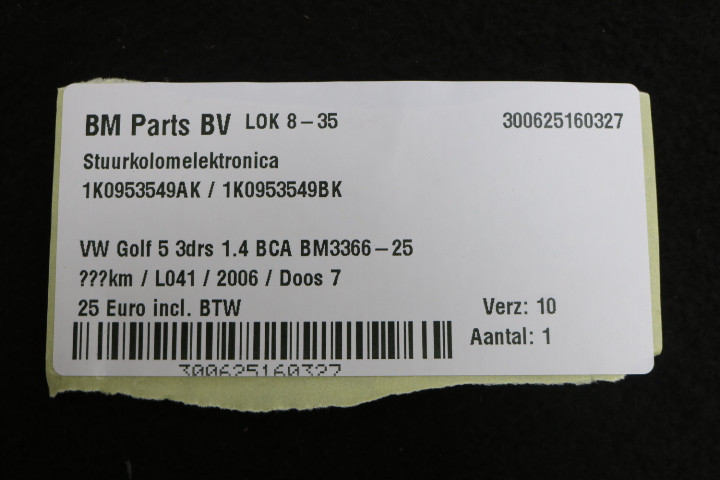 BM Parts BV LOK 8-35 300625160327
Stuurkolomelektronica
1K0953549AK / 1K0953549BK
VW Golf 5 3drs 1.4 BCA BM3366-25
???km / L041 / 2006 / Doos 7
25 Euro incl. BTW Verz: 10
Aantal: 1
300625160327